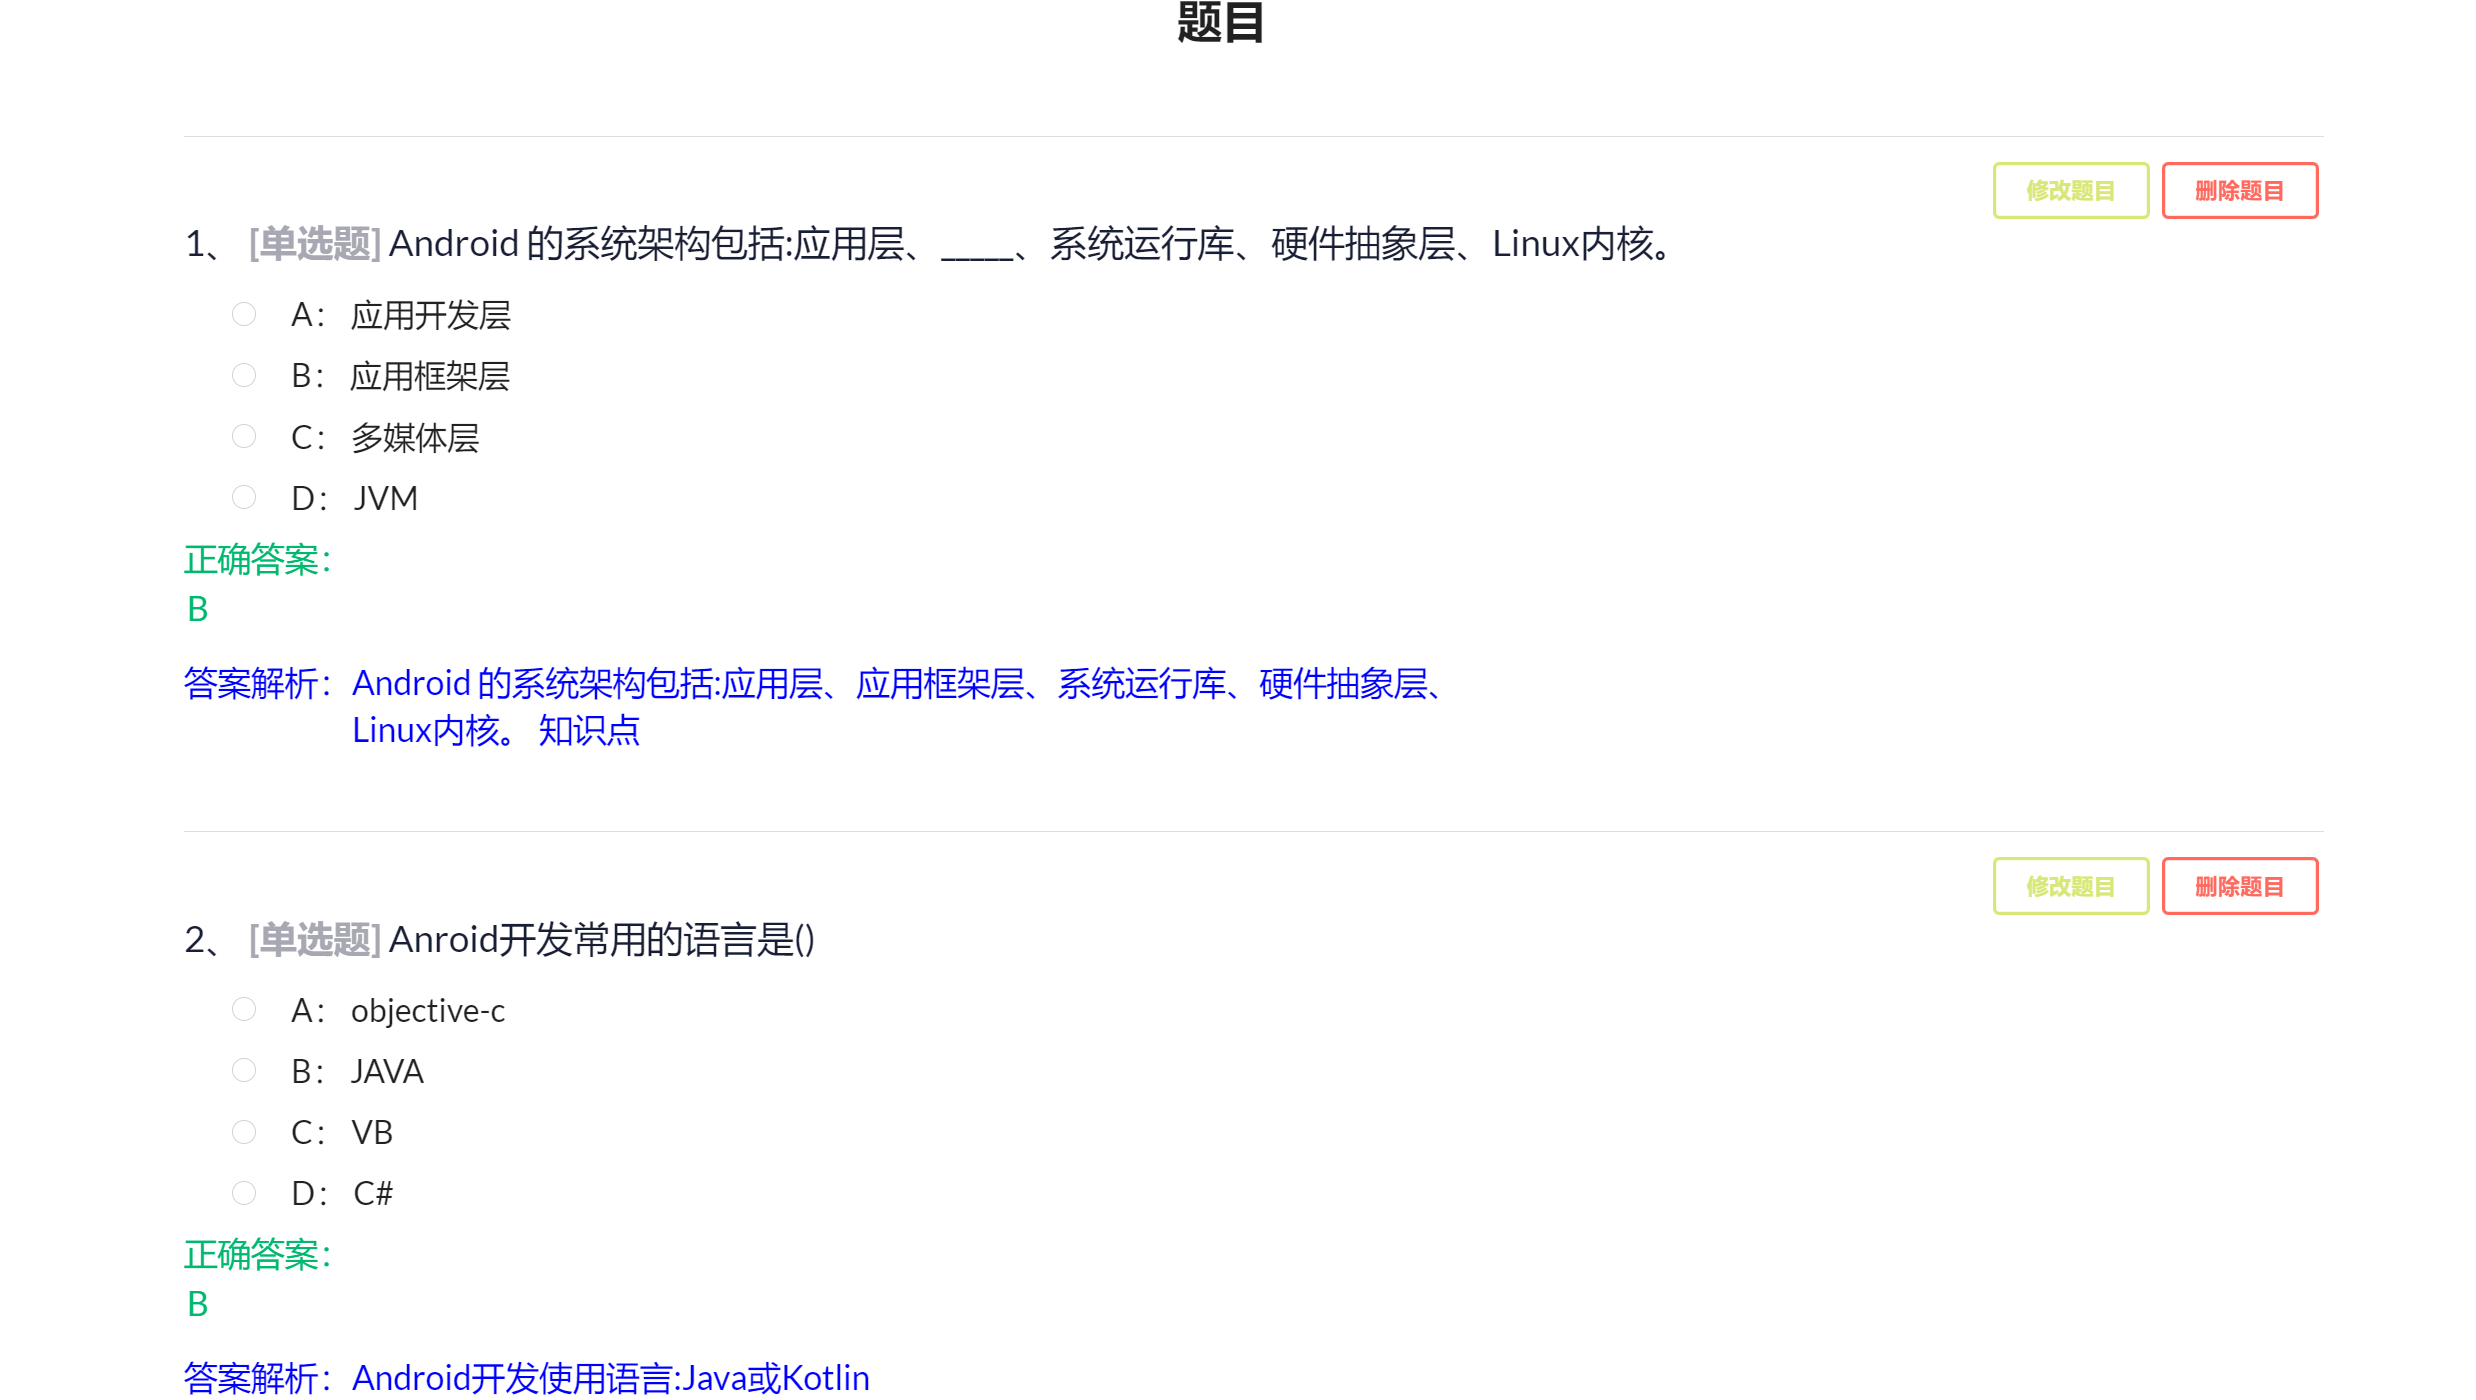 题目
修改题目 删除题目
1、 [单选题] Android 的系统架构包括:应用层、_____、系统运行库、硬件抽象层、Linux内核。
A： 应用开发层
B： 应用框架层
C： 多媒体层
D： JVM
正确答案：
B
答案解析：Android 的系统架构包括:应用层、应用框架层、系统运行库、硬件抽象层、
Linux内核。 知识点
修改题目 删除题目
2、 [单选题] Anroid开发常用的语言是()
A： objective-c
B： JAVA
C： VB
D： C#
正确答案：
B
答案解析：Android开发使用语言:Java或Kotlin